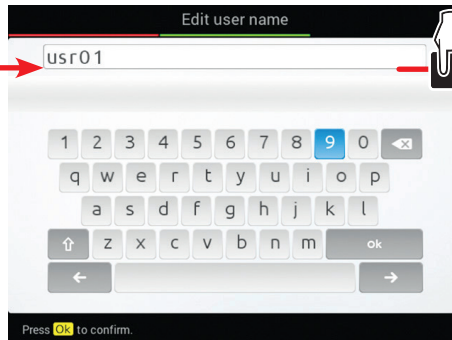 Edit user name
usr01
1 2 3 4 5 6 7 8 9 0
q w e r t y u i o p
a s d f g h j k l
z x c v b n m ok
Press Ok to confirm.